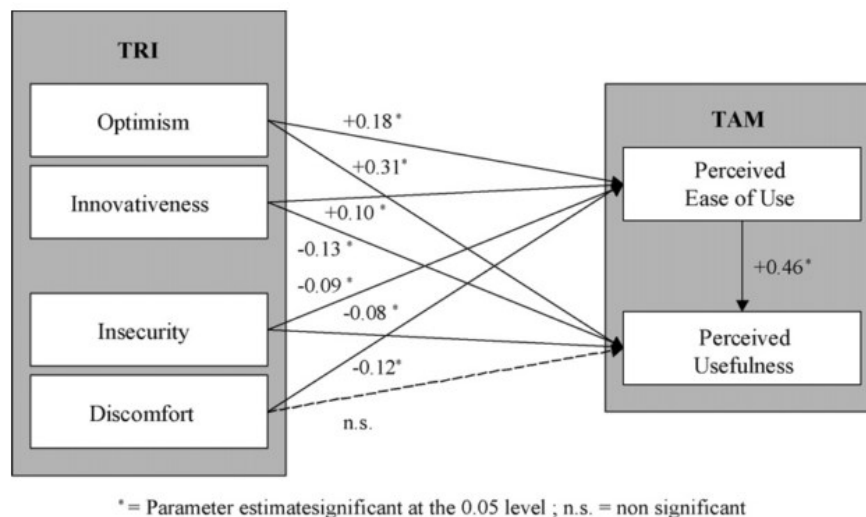 TRI
Optimism
Innovativeness
Insecurity
Discomfort
+0.18*
+0.31*
+0.10*
-0.13*
-0.09*
-0.08*
-0.12*
n.s.
TAM
Perceived
Ease of Use
+0.46*
Perceived
Usefulness
* = Parameter estimatesignificant at the 0.05 level ; n.s. = non significant